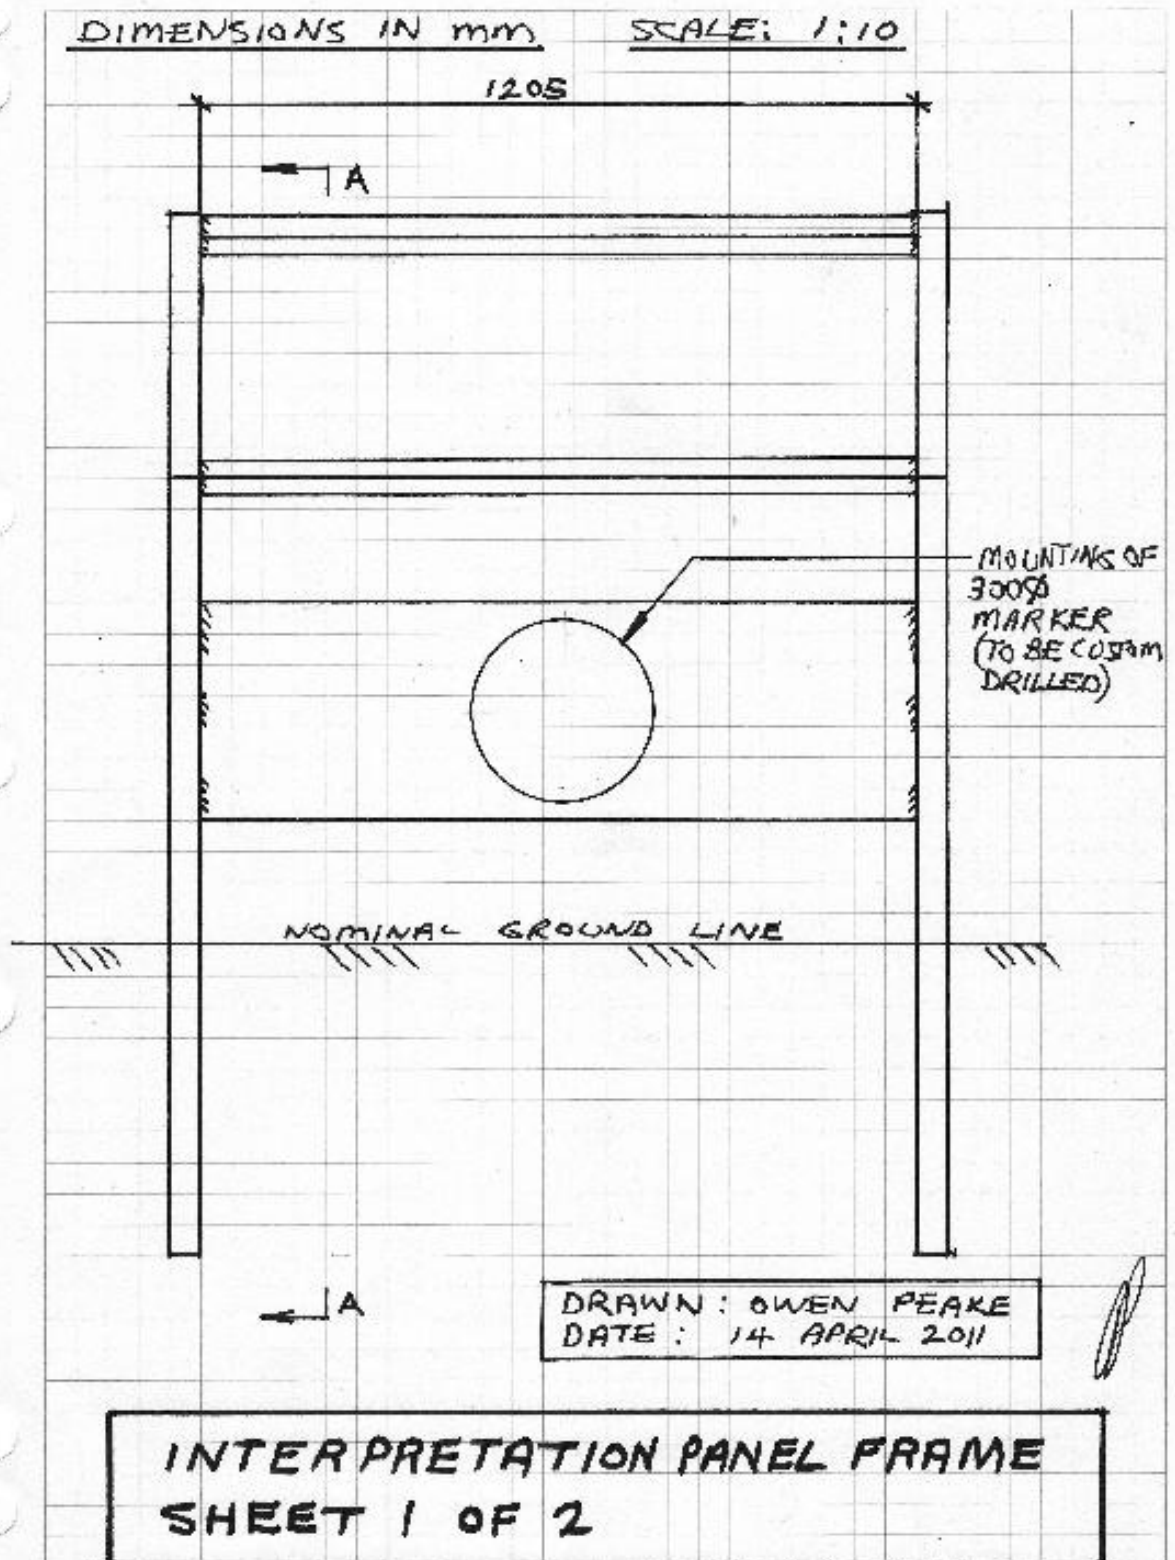 DIMENSIONS IN mm SCALE: 1:10
1205
A
MOUNTING OF
300Ø
MARKER
(TO BE CUSTOM
DRILLED)
NOMINAL GROUND LINE
A
DRAWN: OWEN PEAKE
DATE: 14 APRIL 2011
INTERPRETATION PANEL FRAME
SHEET 1 OF 2